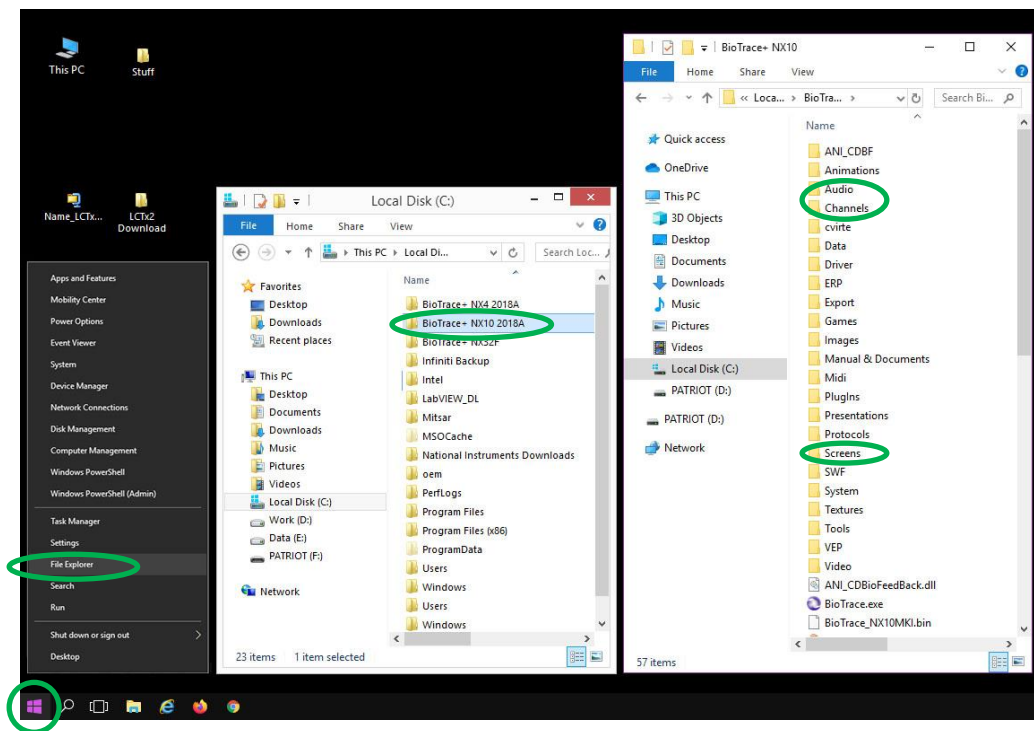 This PC
Stuff
Name_LCTx...
LCTx2
Download
Apps and Features
Mobility Center
Power Options
Event Viewer
System
Device Manager
Network Connections
Disk Management
Computer Management
Windows PowerShell
Windows PowerShell (Admin)
Task Manager
Settings
File Explorer
Search
Run
Shut down or sign out
Desktop
Local Disk (C:)
File Home Share View
This PC Local Di... Search Loc...
Favorites
Desktop
Downloads
Recent places
This PC
Desktop
Documents
Downloads
Music
Pictures
Videos
Local Disk (C:)
Work (D:)
Data (E:)
PATRIOT (F:)
Network
Name
BioTrace+ NX4 2018A
BioTrace+ NX10 2018A
BioTrace+ NX32F
Infiniti Backup
Intel
LabVIEW_DL
Mitsar
MSOCache
National Instruments Downloads
oem
PerfLogs
Program Files
Program Files (x86)
ProgramData
Users
Windows
Users
Windows
23 items 1 item selected
BioTrace+ NX10
File Home Share View
« Loca... BioTra... Search Bi...
Quick access
OneDrive
This PC
3D Objects
Desktop
Documents
Downloads
Music
Pictures
Videos
Local Disk (C:)
PATRIOT (D:)
PATRIOT (D:)
Network
Name
ANI_CDBF
Animations
Audio
Channels
cvirte
Data
Driver
ERP
Export
Games
Images
Manual & Documents
Midi
PlugIns
Presentations
Protocols
Screens
SWF
System
Textures
Tools
VEP
Video
ANI_CDBioFeedBack.dll
BioTrace.exe
BioTrace_NX10MKI.bin
57 items